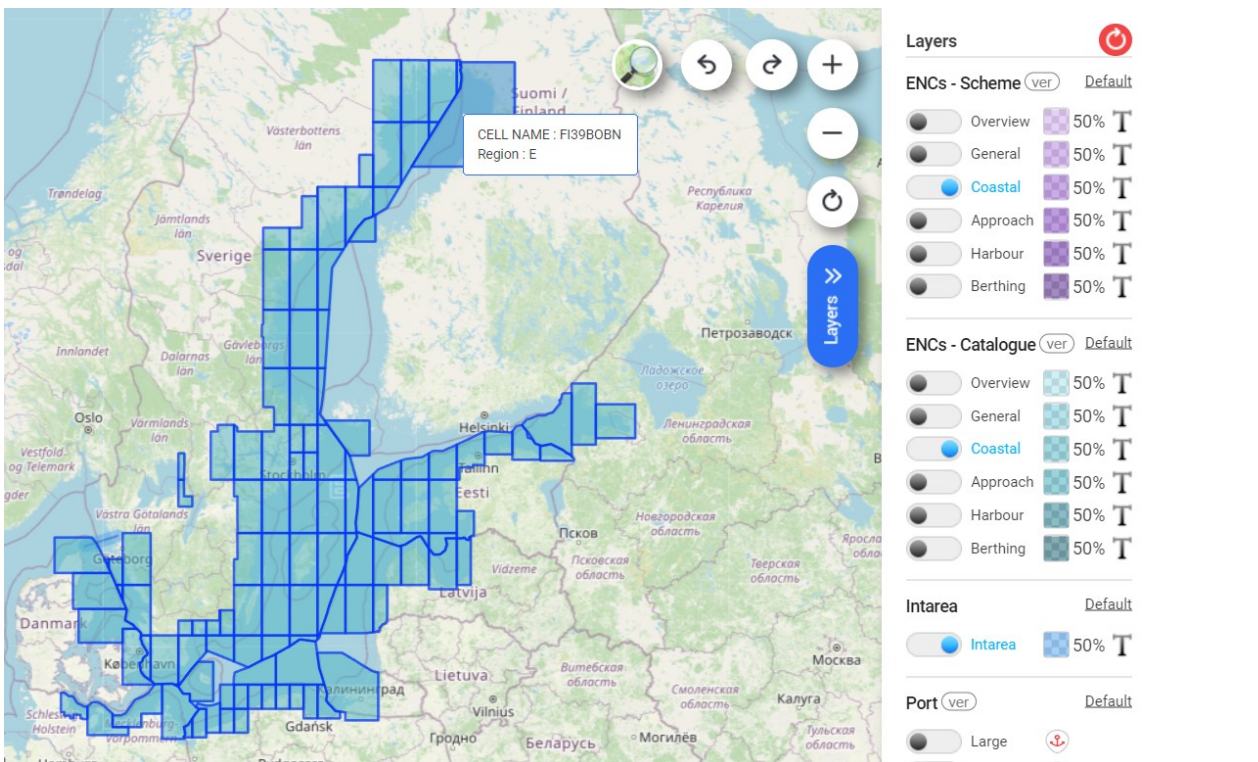 Suomi /
Finland
CELL NAME : FI39BOBN
Region : E
Västerbottens
län
Trøndelag
Республика
Карелия
Jämtlands
län
Sverige
og
Петрозаводск
Innlandet
Dalarnas
län
Gävleborgs
län
Ладожское
озеро
Oslo
Värmlands
län
Helsinki
Ленинградская
область
Vestfold
og Telemark
Tallinn
Stockholm
Eesti
Västra Götalands
län
Новгородская
область
Псков
Göteborg
Vidzeme
Псковская
область
Тверская
область
Latvija
Danmark
København
Москва
Lietuva
Витебская
область
Калининград
Смоленская
область
Калуга
Vilnius
Schleswig-
Holstein
Mecklenburg-
Vorpommern
Gdańsk
Гродно
Беларусь
Могилёв
Тульская
область
Layers
Layers
ENCs - Scheme ver Default
Overview 50% T
General 50% T
Coastal 50% T
Approach 50% T
Harbour 50% T
Berthing 50% T
ENCs - Catalogue ver Default
Overview 50% T
General 50% T
Coastal 50% T
Approach 50% T
Harbour 50% T
Berthing 50% T
Intarea Default
Intarea 50% T
Port ver Default
Large